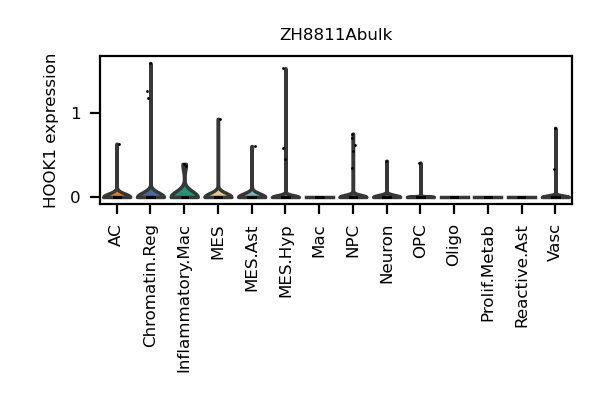 ZH8811Abulk
HOOK1 expression
1
0
AC
Chromatin.Reg
Inflammatory.Mac
MES
MES.Ast
MES.Hyp
Mac
NPC
Neuron
OPC
Oligo
Prolif.Metab
Reactive.Ast
Vasc